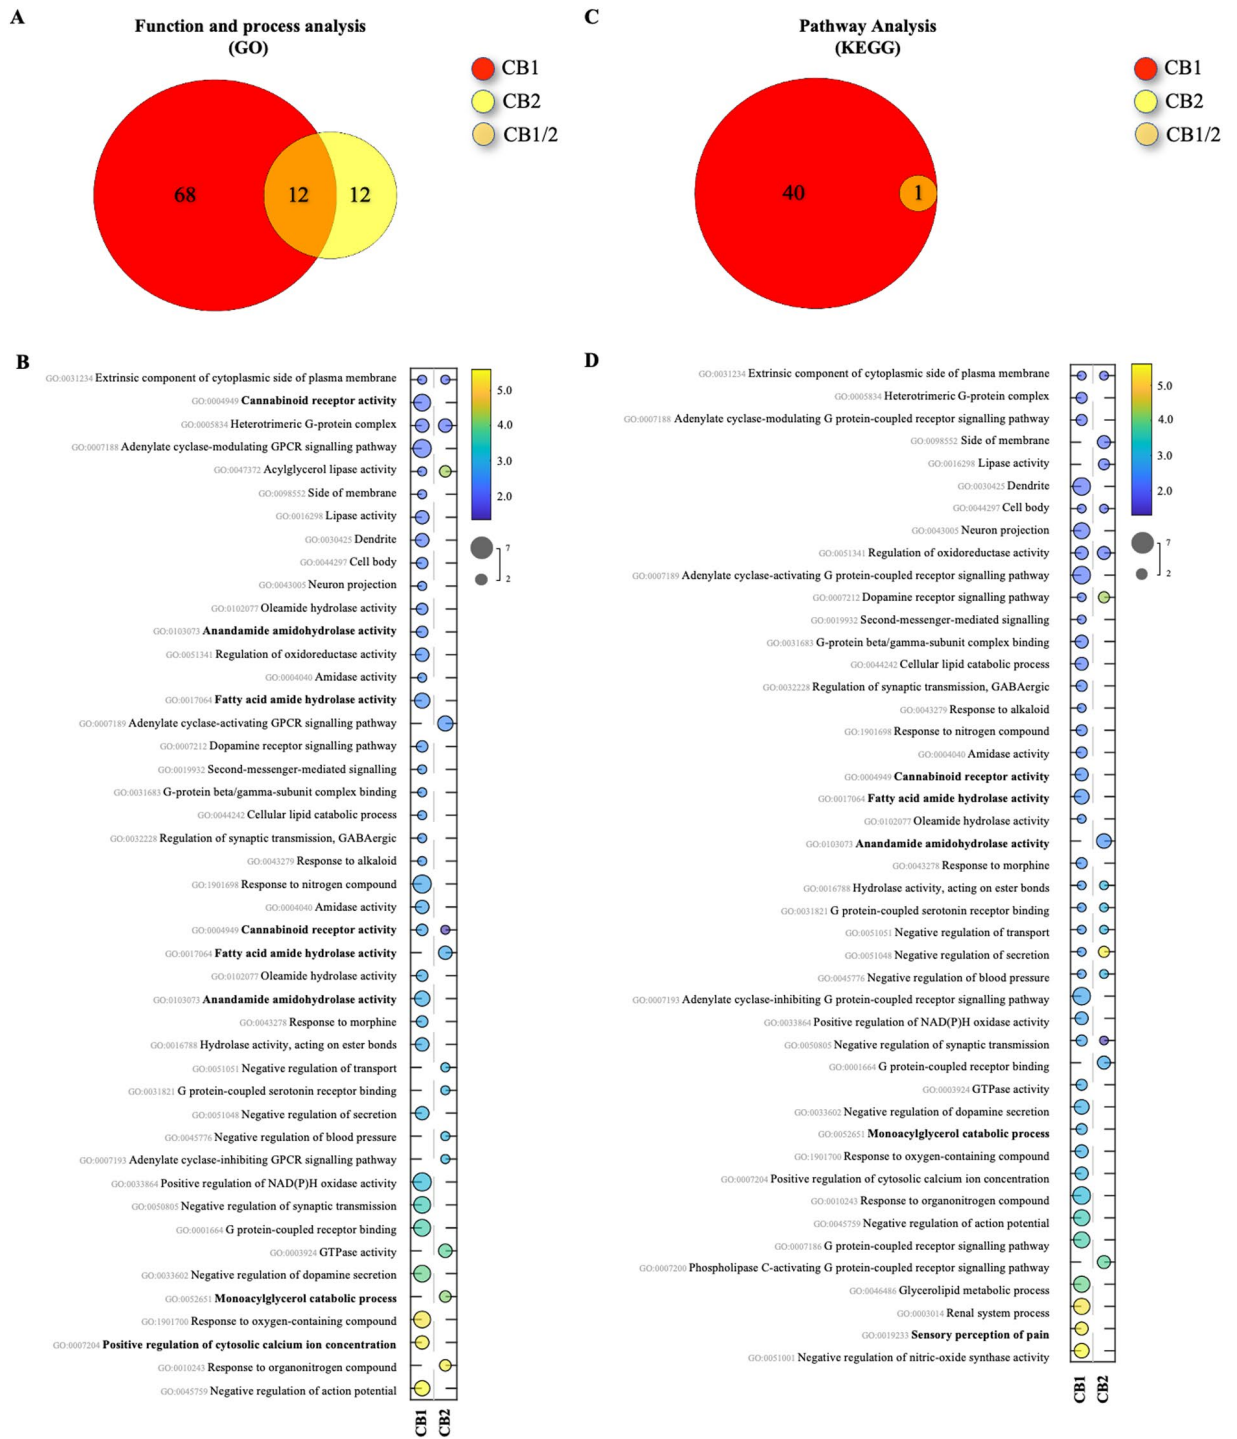 A
Function and process analysis
(GO)
CB1
CB2
CB1/2
68
12
12
C
Pathway Analysis
(KEGG)
CB1
CB2
CB1/2
40
1
B
GO:0031234 Extrinsic component of cytoplasmic side of plasma membrane
GO:0004949 Cannabinoid receptor activity
GO:0005834 Heterotrimeric G-protein complex
GO:0007188 Adenylate cyclase-modulating GPCR signalling pathway
GO:0047372 Acylglycerol lipase activity
GO:0098552 Side of membrane
GO:0016298 Lipase activity
GO:0030425 Dendrite
GO:0044297 Cell body
GO:0043005 Neuron projection
GO:0102077 Oleamide hydrolase activity
GO:0103073 Anandamide amidohydrolase activity
GO:0051341 Regulation of oxidoreductase activity
GO:0004040 Amidase activity
GO:0017064 Fatty acid amide hydrolase activity
GO:0007189 Adenylate cyclase-activating GPCR signalling pathway
GO:0007212 Dopamine receptor signalling pathway
GO:0019932 Second-messenger-mediated signalling
GO:0031683 G-protein beta/gamma-subunit complex binding
GO:0044242 Cellular lipid catabolic process
GO:0032228 Regulation of synaptic transmission, GABAergic
GO:0043279 Response to alkaloid
GO:1901698 Response to nitrogen compound
GO:0004040 Amidase activity
GO:0004949 Cannabinoid receptor activity
GO:0017064 Fatty acid amide hydrolase activity
GO:0102077 Oleamide hydrolase activity
GO:0103073 Anandamide amidohydrolase activity
GO:0043278 Response to morphine
GO:0016788 Hydrolase activity, acting on ester bonds
GO:0051051 Negative regulation of transport
GO:0031821 G protein-coupled serotonin receptor binding
GO:0051048 Negative regulation of secretion
GO:0045776 Negative regulation of blood pressure
GO:0007193 Adenylate cyclase-inhibiting GPCR signalling pathway
GO:0033864 Positive regulation of NAD(P)H oxidase activity
GO:0050805 Negative regulation of synaptic transmission
GO:0001664 G protein-coupled receptor binding
GO:0003924 GTPase activity
GO:0033602 Negative regulation of dopamine secretion
GO:0052651 Monoacylglycerol catabolic process
GO:1901700 Response to oxygen-containing compound
GO:0007204 Positive regulation of cytosolic calcium ion concentration
GO:0010243 Response to organonitrogen compound
GO:0045759 Negative regulation of action potential
CB1
CB2
5.0
4.0
3.0
2.0
7
2
D
GO:0031234 Extrinsic component of cytoplasmic side of plasma membrane
GO:0005834 Heterotrimeric G-protein complex
GO:0007188 Adenylate cyclase-modulating G protein-coupled receptor signalling pathway
GO:0098552 Side of membrane
GO:0016298 Lipase activity
GO:0030425 Dendrite
GO:0044297 Cell body
GO:0043005 Neuron projection
GO:0051341 Regulation of oxidoreductase activity
GO:0007189 Adenylate cyclase-activating G protein-coupled receptor signalling pathway
GO:0007212 Dopamine receptor signalling pathway
GO:0019932 Second-messenger-mediated signalling
GO:0031683 G-protein beta/gamma-subunit complex binding
GO:0044242 Cellular lipid catabolic process
GO:0032228 Regulation of synaptic transmission, GABAergic
GO:0043279 Response to alkaloid
GO:1901698 Response to nitrogen compound
GO:0004040 Amidase activity
GO:0004949 Cannabinoid receptor activity
GO:0017064 Fatty acid amide hydrolase activity
GO:0102077 Oleamide hydrolase activity
GO:0103073 Anandamide amidohydrolase activity
GO:0043278 Response to morphine
GO:0016788 Hydrolase activity, acting on ester bonds
GO:0031821 G protein-coupled serotonin receptor binding
GO:0051051 Negative regulation of transport
GO:0051048 Negative regulation of secretion
GO:0045776 Negative regulation of blood pressure
GO:0007193 Adenylate cyclase-inhibiting G protein-coupled receptor signalling pathway
GO:0033864 Positive regulation of NAD(P)H oxidase activity
GO:0050805 Negative regulation of synaptic transmission
GO:0001664 G protein-coupled receptor binding
GO:0003924 GTPase activity
GO:0033602 Negative regulation of dopamine secretion
GO:0052651 Monoacylglycerol catabolic process
GO:1901700 Response to oxygen-containing compound
GO:0007204 Positive regulation of cytosolic calcium ion concentration
GO:0010243 Response to organonitrogen compound
GO:0045759 Negative regulation of action potential
GO:0007186 G protein-coupled receptor signalling pathway
GO:0007200 Phospholipase C-activating G protein-coupled receptor signalling pathway
GO:0046486 Glycerolipid metabolic process
GO:0003014 Renal system process
GO:0019233 Sensory perception of pain
GO:0051001 Negative regulation of nitric-oxide synthase activity
CB1
CB2
5.0
4.0
3.0
2.0
7
2